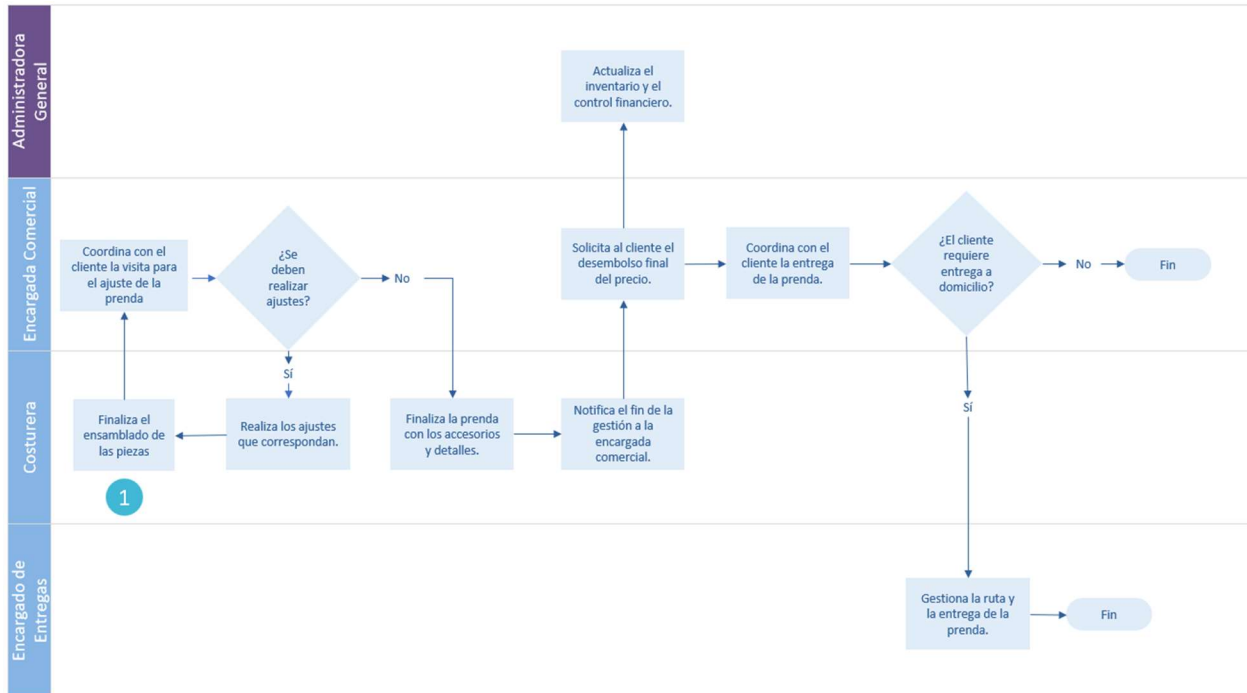 Administradora
General
Actualiza el
inventario y el
control financiero.
Encargada Comercial
Coordina con el
cliente la visita para
el ajuste de la
prenda
¿Se
deben
realizar
ajustes?
No
Solicita al cliente el
desembolso final
del precio.
Coordina con el
cliente la entrega
de la prenda.
¿El cliente
requiere
entrega a
domicilio?
No
Fin
Costurera
Sí
Finaliza el
ensamblado de
las piezas
1
Realiza los ajustes
que correspondan.
Finaliza la prenda
con los accesorios
y detalles.
Notifica el fin de la
gestión a la
encargada
comercial.
Sí
Encargado de
Entregas
Gestiona la ruta y
la entrega de la
prenda.
Fin